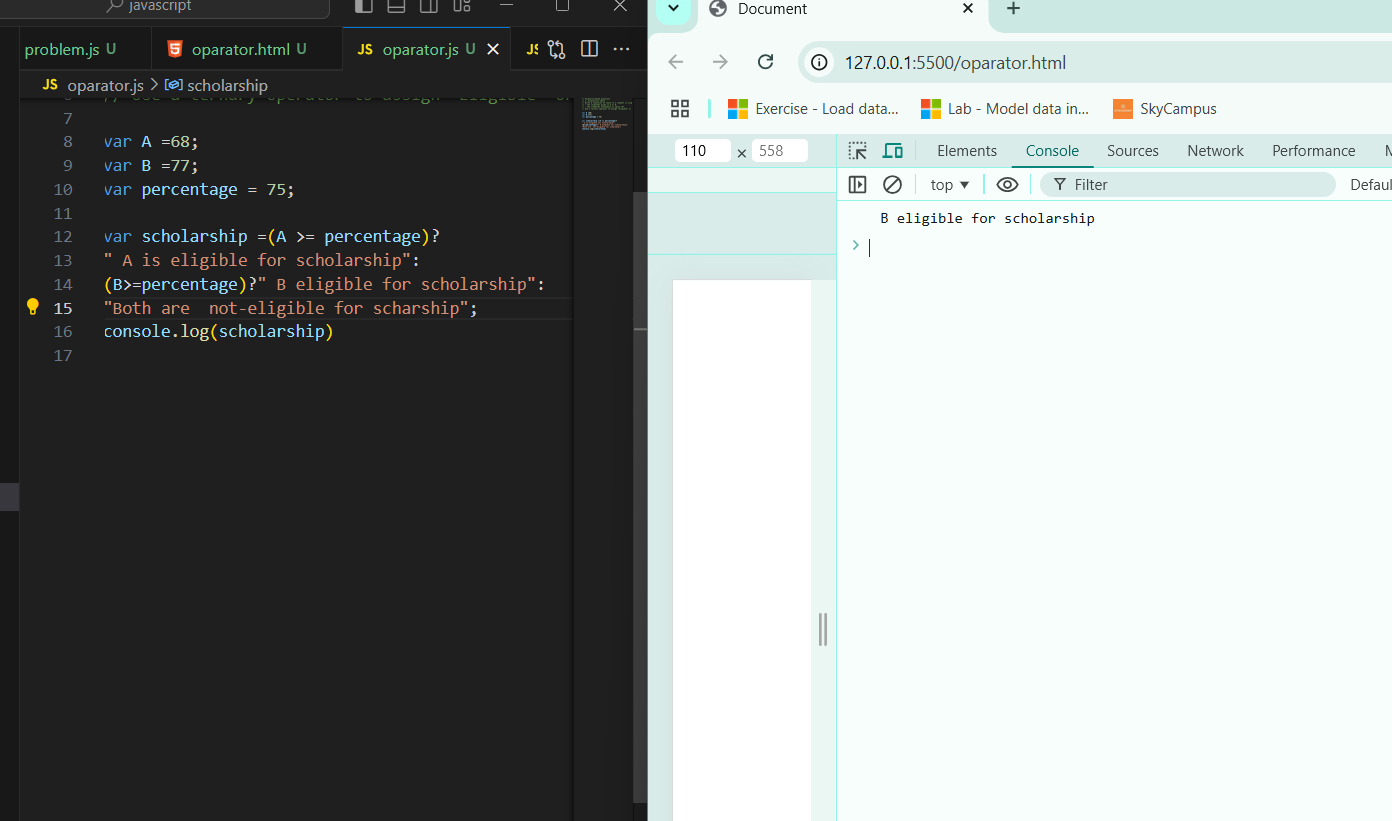 javascript
problem.js U
oparator.html U
JS oparator.js U
JS
JS oparator.js > scholarship
7
8 var A =68;
9 var B =77;
10 var percentage = 75;
11
12 var scholarship =(A >= percentage)?
13 " A is eligible for scholarship":
14 (B>=percentage)?" B eligible for scholarship":
15 "Both are  not-eligible for scharship";
16 console.log(scholarship)
17
Document
127.0.0.1:5500/oparator.html
Exercise - Load data...
Lab - Model data in...
SkyCampus
110 × 558
Elements Console Sources Network Performance
top Filter
B eligible for scholarship